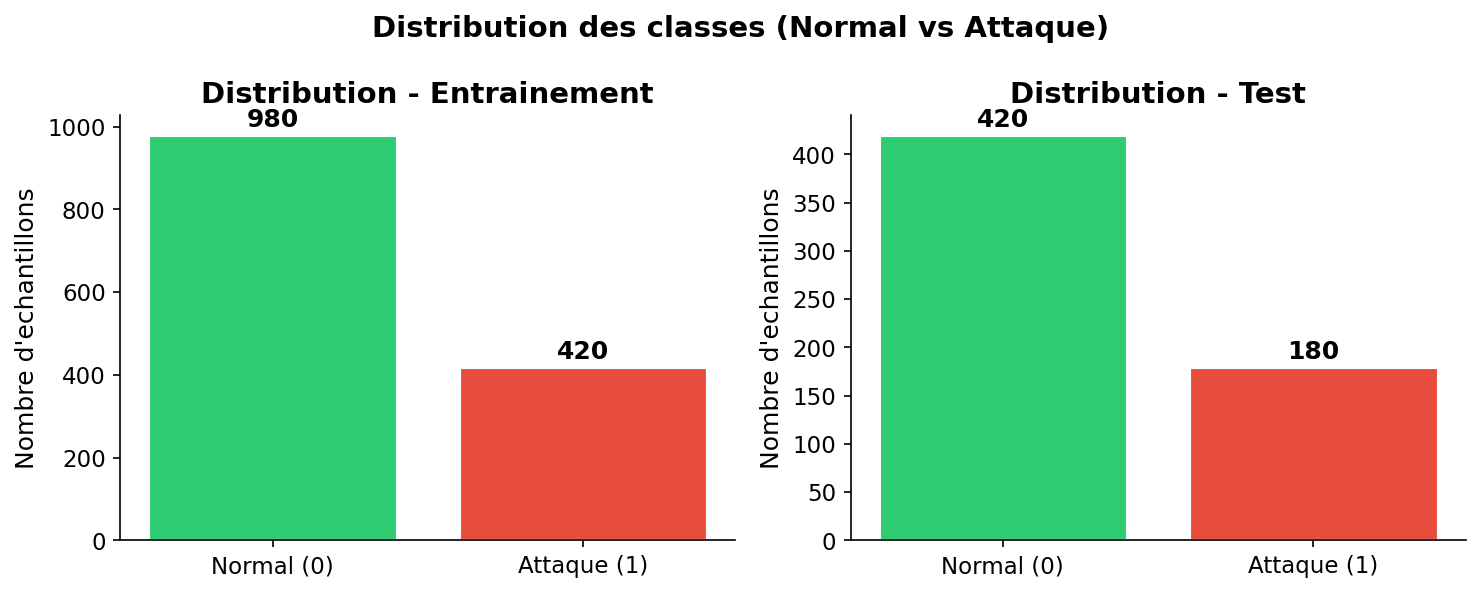 Distribution des classes (Normal vs Attaque)
Distribution - Entrainement
980
1000
800
600
400
200
0
420
Nombre d'echantillons
Normal (0)
Attaque (1)
Distribution - Test
420
400
350
300
250
200
150
100
50
0
180
Nombre d'echantillons
Normal (0)
Attaque (1)